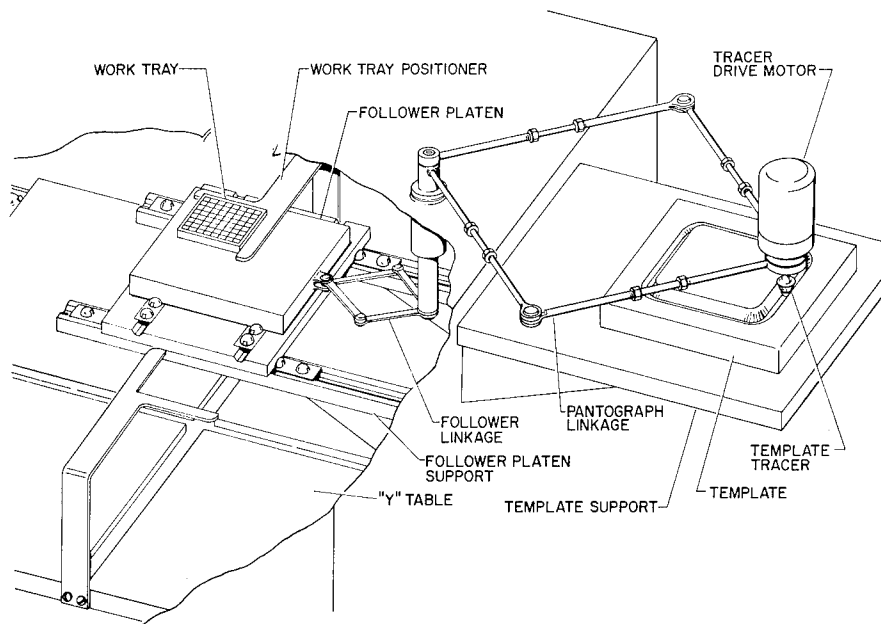 WORK TRAY
WORK TRAY POSITIONER
FOLLOWER PLATEN
TRACER
DRIVE MOTOR
FOLLOWER
LINKAGE
FOLLOWER PLATEN
SUPPORT
"Y" TABLE
PANTOGRAPH
LINKAGE
TEMPLATE
TRACER
TEMPLATE
TEMPLATE SUPPORT